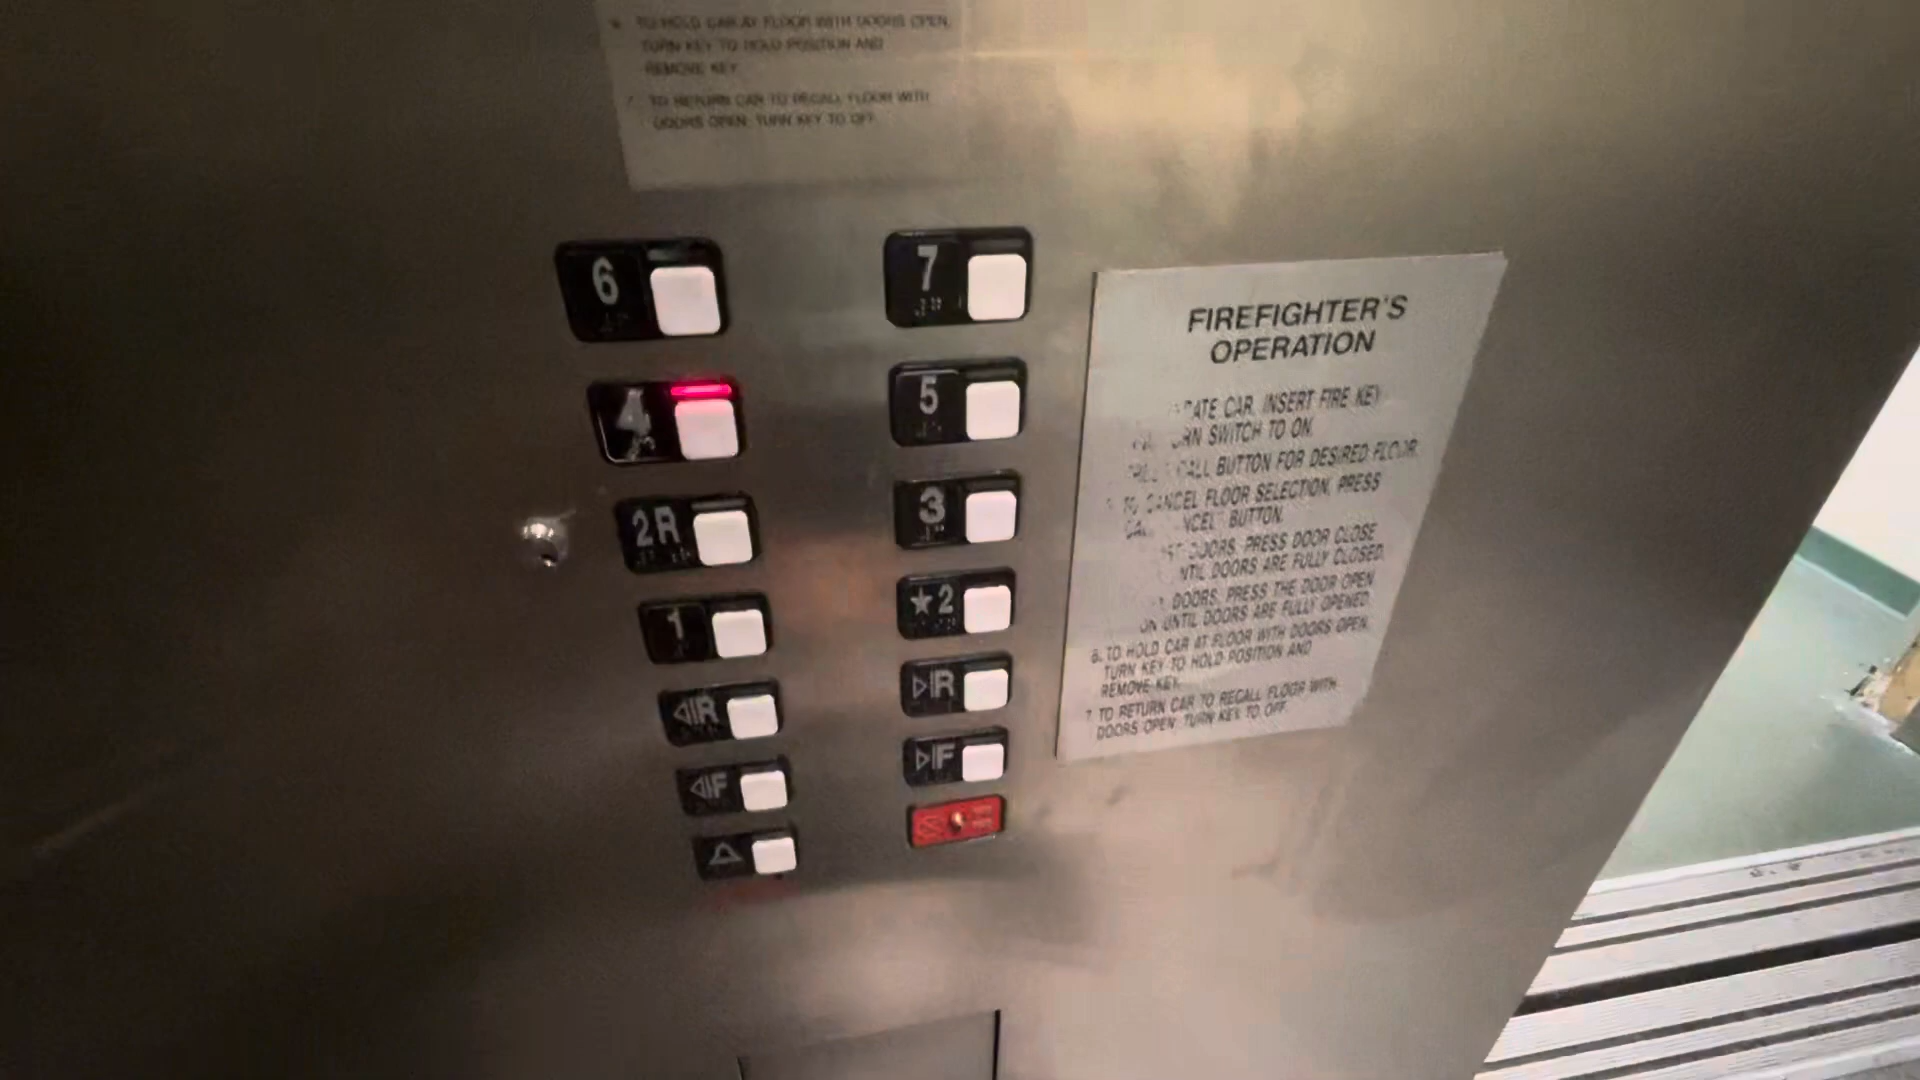 TO HOLD CAR AT FLOOR WITH DOORS OPEN,
TURN KEY TO HOLD POSITION AND
REMOVE KEY.
7. TO RETURN CAR TO RECALL FLOOR WITH
DOORS OPEN: TURN KEY TO OFF.
6
7
4
5
2R
3
1
★2
◁|R
▷|R
◁|F
▷|F
FIREFIGHTER'S
OPERATION
CAR, INSERT FIRE KEY
SWITCH TO ON.
CALL BUTTON FOR DESIRED FLOOR.
TO CANCEL FLOOR SELECTION, PRESS
BUTTON.
DOORS, PRESS DOOR CLOSE
UNTIL DOORS ARE FULLY CLOSED.
DOORS, PRESS THE DOOR OPEN
UNTIL DOORS ARE FULLY OPENED.
6. TO HOLD CAR AT FLOOR WITH DOORS OPEN,
TURN KEY TO HOLD POSITION AND
REMOVE KEY.
7. TO RETURN CAR TO RECALL FLOOR WITH
DOORS OPEN: TURN KEY TO OFF.